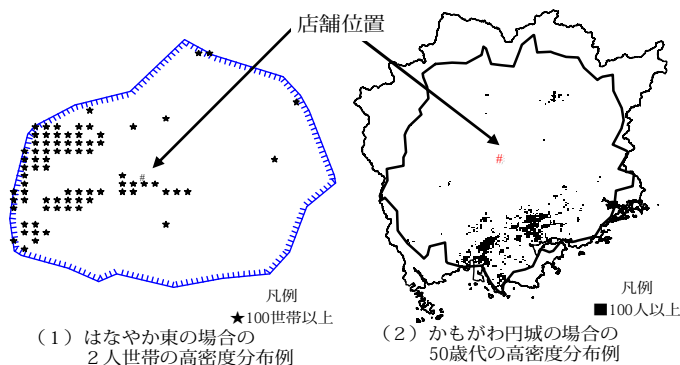 店舗位置
#
#
凡例
★100世帯以上
(1)はなやか東の場合の
2人世帯の高密度分布例
凡例
■100人以上
(2)かもがわ円城の場合の
50歳代の高密度分布例